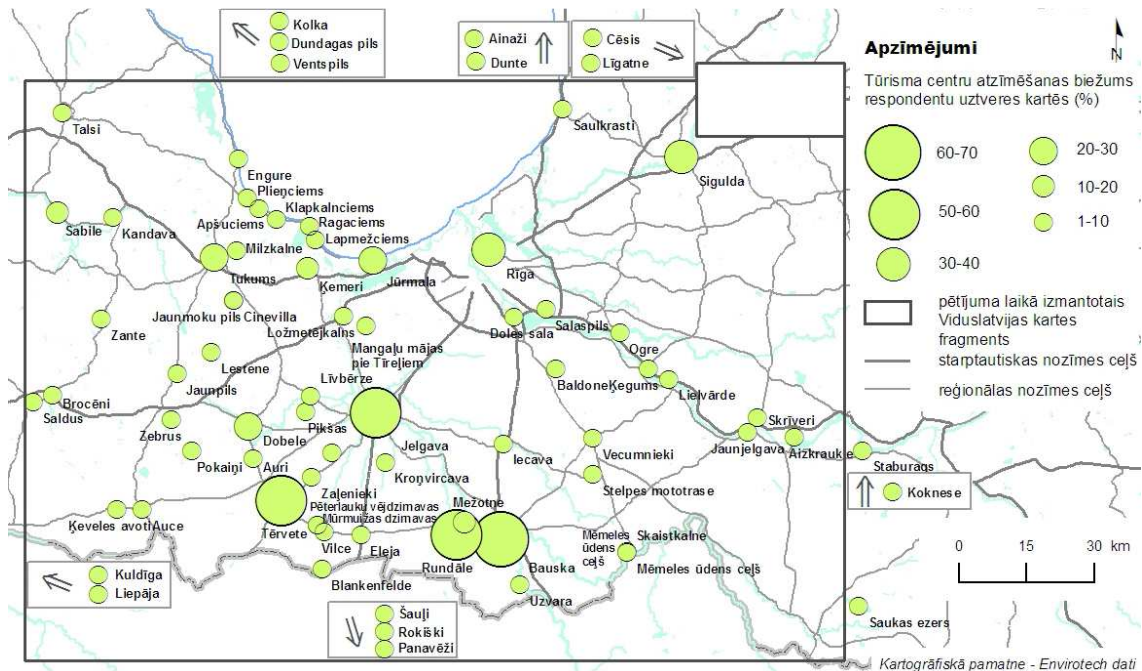 Kolka
Dundagas pils
Ventspils
Ainaži
Dunte
Cēsis
Līgatne
Talsi
Saulkrasti
Sigulda
Engure
Plieņciems
Klapkalnciems
Apšuciems
Ragaciems
Lapmežciems
Sabile
Kandava
Milzkalne
Tukums
Ķemeri
Jūrmala
Rīga
Jaunmoku pils Cinevilla
Ložmetējkalns
Zante
Mangaļu mājas
pie Tīreļiem
Doles sala
Salaspils
Ogre
Lestene
Jaunpils
Līvbērze
Baldone
Ķegums
Lielvārde
Brocēni
Saldus
Zebrus
Dobele
Pikšas
Jelgava
Skrīveri
Jaunjelgava
Aizkraukle
Staburags
Pokaiņi
Auri
Kroņvircava
Iecava
Vecumnieki
Zaļenieki
Stelpes mototrase
Koknese
Pēterlauku vējdzirnavas
Mūrmuižas dzirnavas
Mežotne
Ķeveles avoti
Auce
Tērvete
Vilce
Eleja
Rundāle
Bauska
Mēmeles
ūdens
ceļš
Skaistkalne
Mēmeles ūdens ceļš
Blankenfelde
Uzvara
Kuldīga
Liepāja
Šauļi
Rokišķi
Panavēži
Saukas ezers
N
Apzīmējumi
Tūrisma centru atzīmēšanas biežums
respondentu uztveres kartēs (%)
60-70
50-60
30-40
20-30
10-20
1-10
pētījuma laikā izmantotais
Viduslatvijas kartes
fragments
starptautiskas nozīmes ceļš
reģionālas nozīmes ceļš
0 15 30 km
Kartogrāfiskā pamatne - Envirotech dati